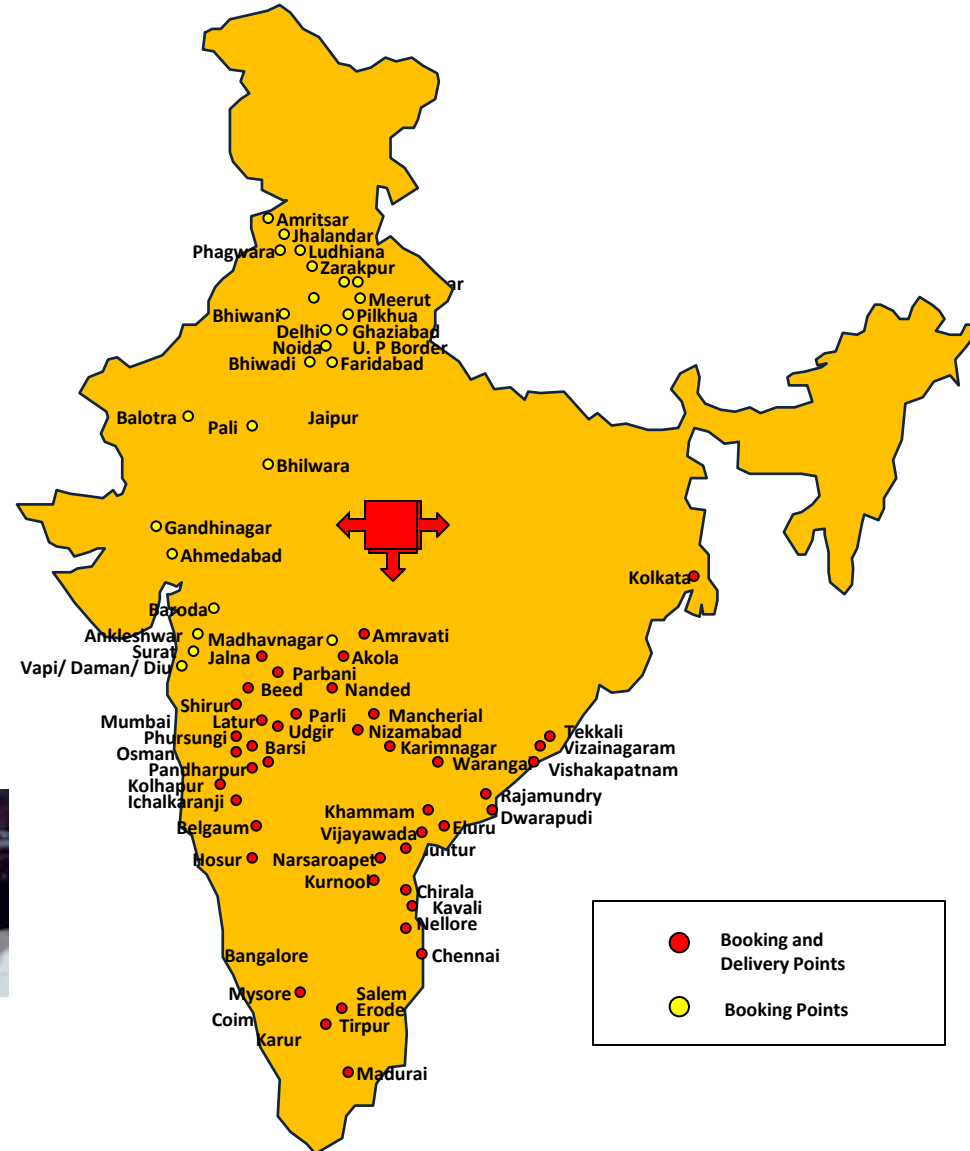 Amritsar
Jhalandar
Phagwara
Ludhiana
Zarakpur
Meerut
Bhiwani
Pilkhua
Delhi
Ghaziabad
Noida
U. P Border
Bhiwadi
Faridabad
Balotra
Pali
Jaipur
Bhilwara
Gandhinagar
Ahmedabad
Kolkata
Baroda
Ankleshwar
Madhavnagar
Amravati
Surat
Jalna
Akola
Vapi/ Daman/ Diu
Parbani
Beed
Nanded
Shirur
Mumbai
Latur
Parli
Mancherial
Phursungi
Udgir
Nizamabad
Tekkali
Osman
Barsi
Karimnagar
Vizainagaram
Pandharpur
Warangal
Vishakapatnam
Kolhapur
Ichalkaranji
Rajamundry
Khammam
Dwarapudi
Belgaum
Vijayawada
Eluru
Hosur
Narsaroapet
Kurnool
Chirala
Kavali
Nellore
Bangalore
Chennai
Mysore
Salem
Erode
Coim
Tirpur
Karur
Madurai
Booking and
Delivery Points
Booking Points